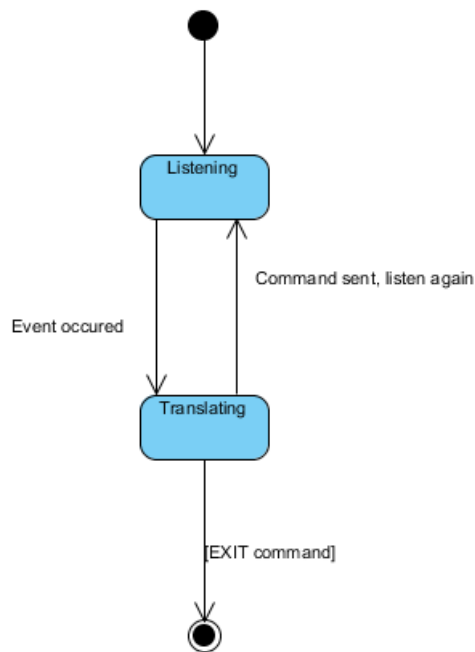 Listening
Command sent, listen again
Event occured
Translating
[EXIT command]